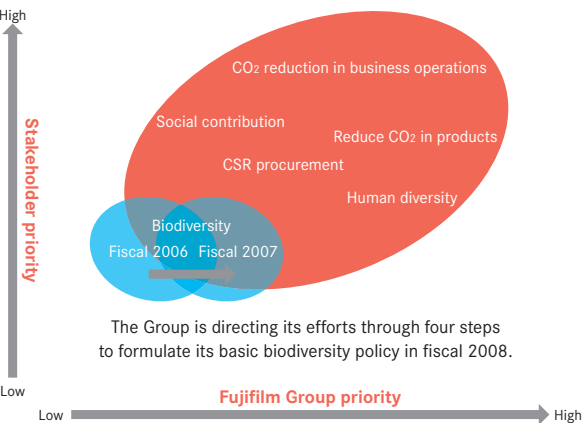 High
CO2 reduction in business operations
Social contribution
Reduce CO2 in products
CSR procurement
Human diversity
Stakeholder priority
Biodiversity
Fiscal 2006 Fiscal 2007
The Group is directing its efforts through four steps
to formulate its basic biodiversity policy in fiscal 2008.
Low
Fujifilm Group priority
Low High